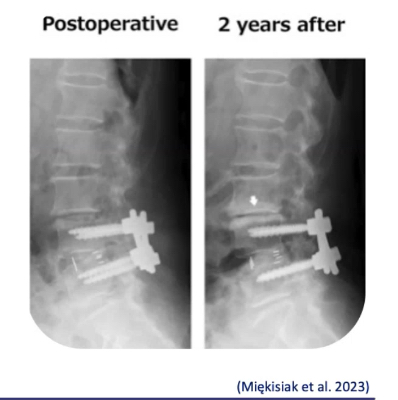 Postoperative
2 years after
(Miękisiak et al. 2023)